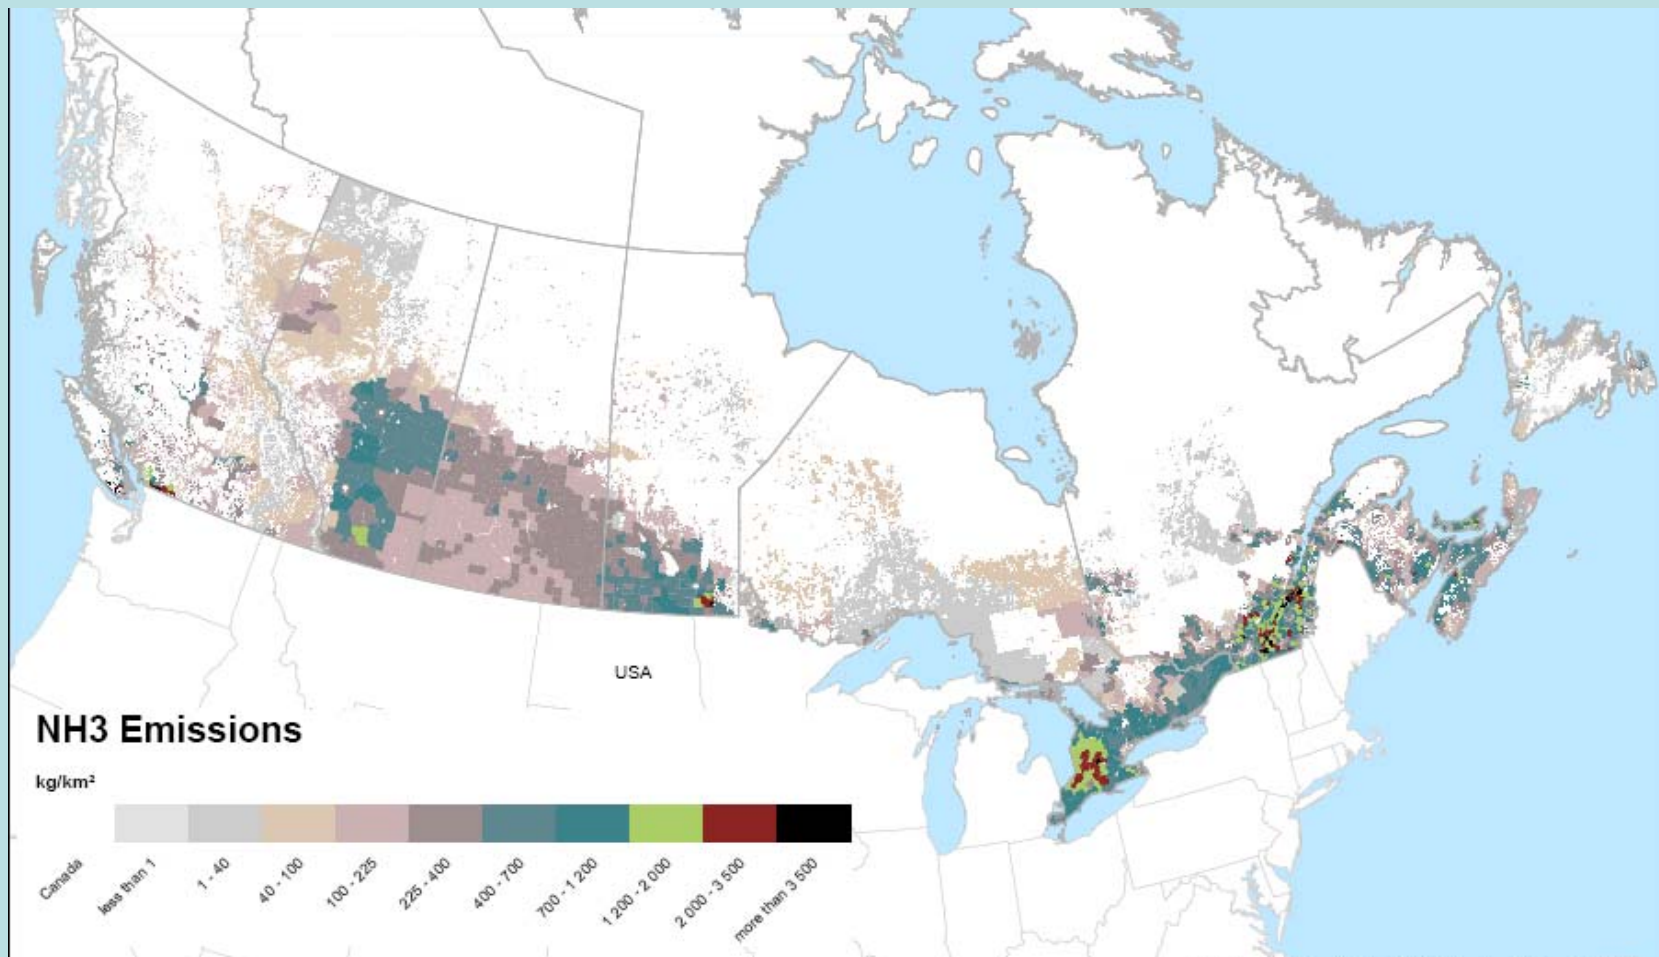 USA
NH3 Emissions
kg/km²
Canada
less than 1
1 - 40
40 - 100
100 - 225
225 - 400
400 - 700
700 - 1 200
1 200 - 2 000
2 000 - 3 500
more than 3 500